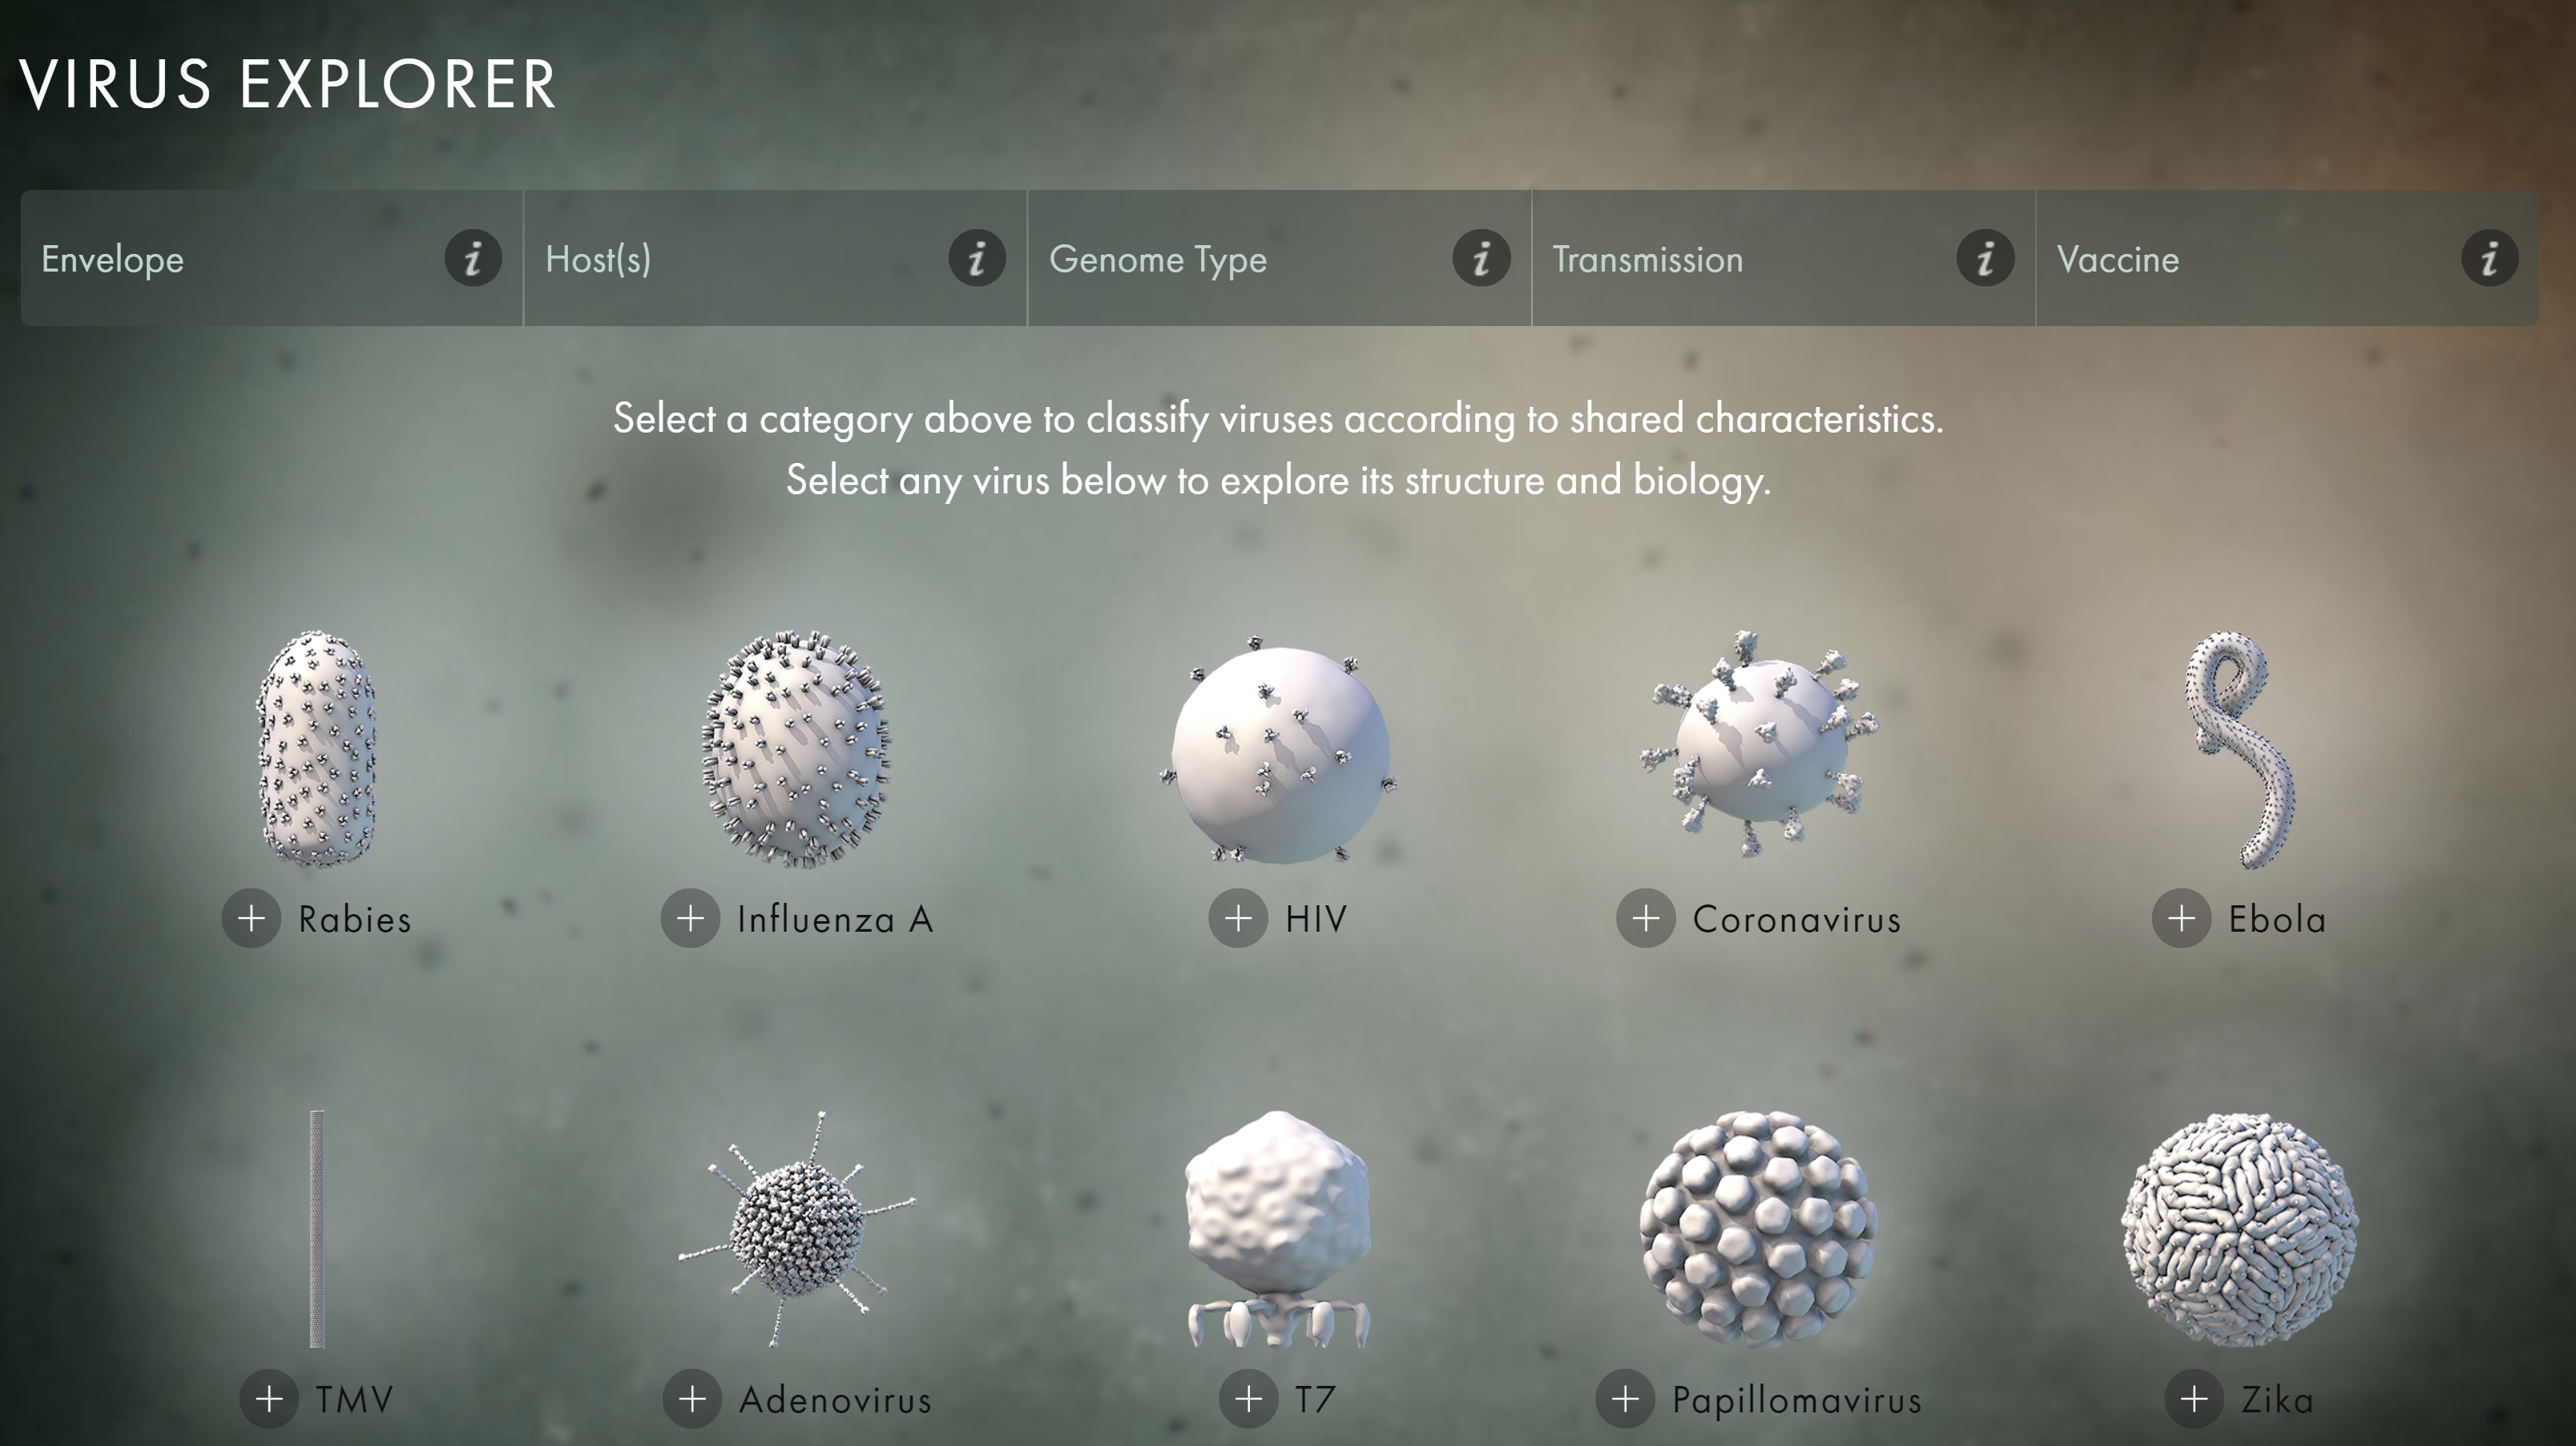 VIRUS EXPLORER
Envelope
Host(s)
Genome Type
Transmission
Vaccine
Select a category above to classify viruses according to shared characteristics.
Select any virus below to explore its structure and biology.
Rabies
Influenza A
HIV
Coronavirus
Ebola
TMV
Adenovirus
T7
Papillomavirus
Zika